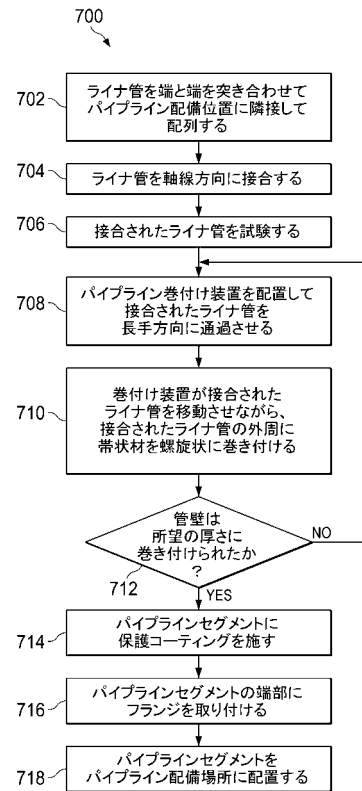 700
702
ライナ管を端と端を突き合わせて
パイプライン配備位置に隣接して
配列する
704
ライナ管を軸線方向に接合する
706
接合されたライナ管を試験する
708
パイプライン巻付け装置を配置して
接合されたライナ管を
長手方向に通過させる
710
巻付け装置が接合された
ライナ管を移動させながら、
接合されたライナ管の外周に
帯状材を螺旋状に巻き付ける
管壁は
所望の厚さに
巻き付けられたか
?
NO
712
YES
714
パイプラインセグメントに
保護コーティングを施す
716
パイプラインセグメントの端部に
フランジを取り付ける
718
パイプラインセグメントを
パイプライン配備場所に配置する